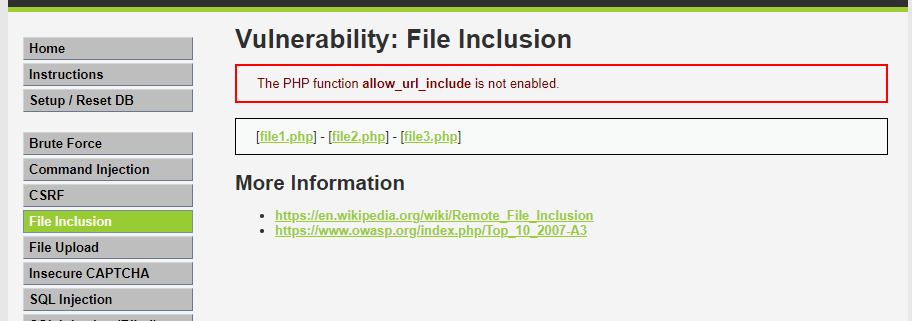 Home
Instructions
Setup / Reset DB
Brute Force
Command Injection
CSRF
File Inclusion
File Upload
Insecure CAPTCHA
SQL Injection
Vulnerability: File Inclusion
The PHP function allow_url_include is not enabled.
[file1.php] - [file2.php] - [file3.php]
More Information
https://en.wikipedia.org/wiki/Remote_File_Inclusion
https://www.owasp.org/index.php/Top_10_2007-A3